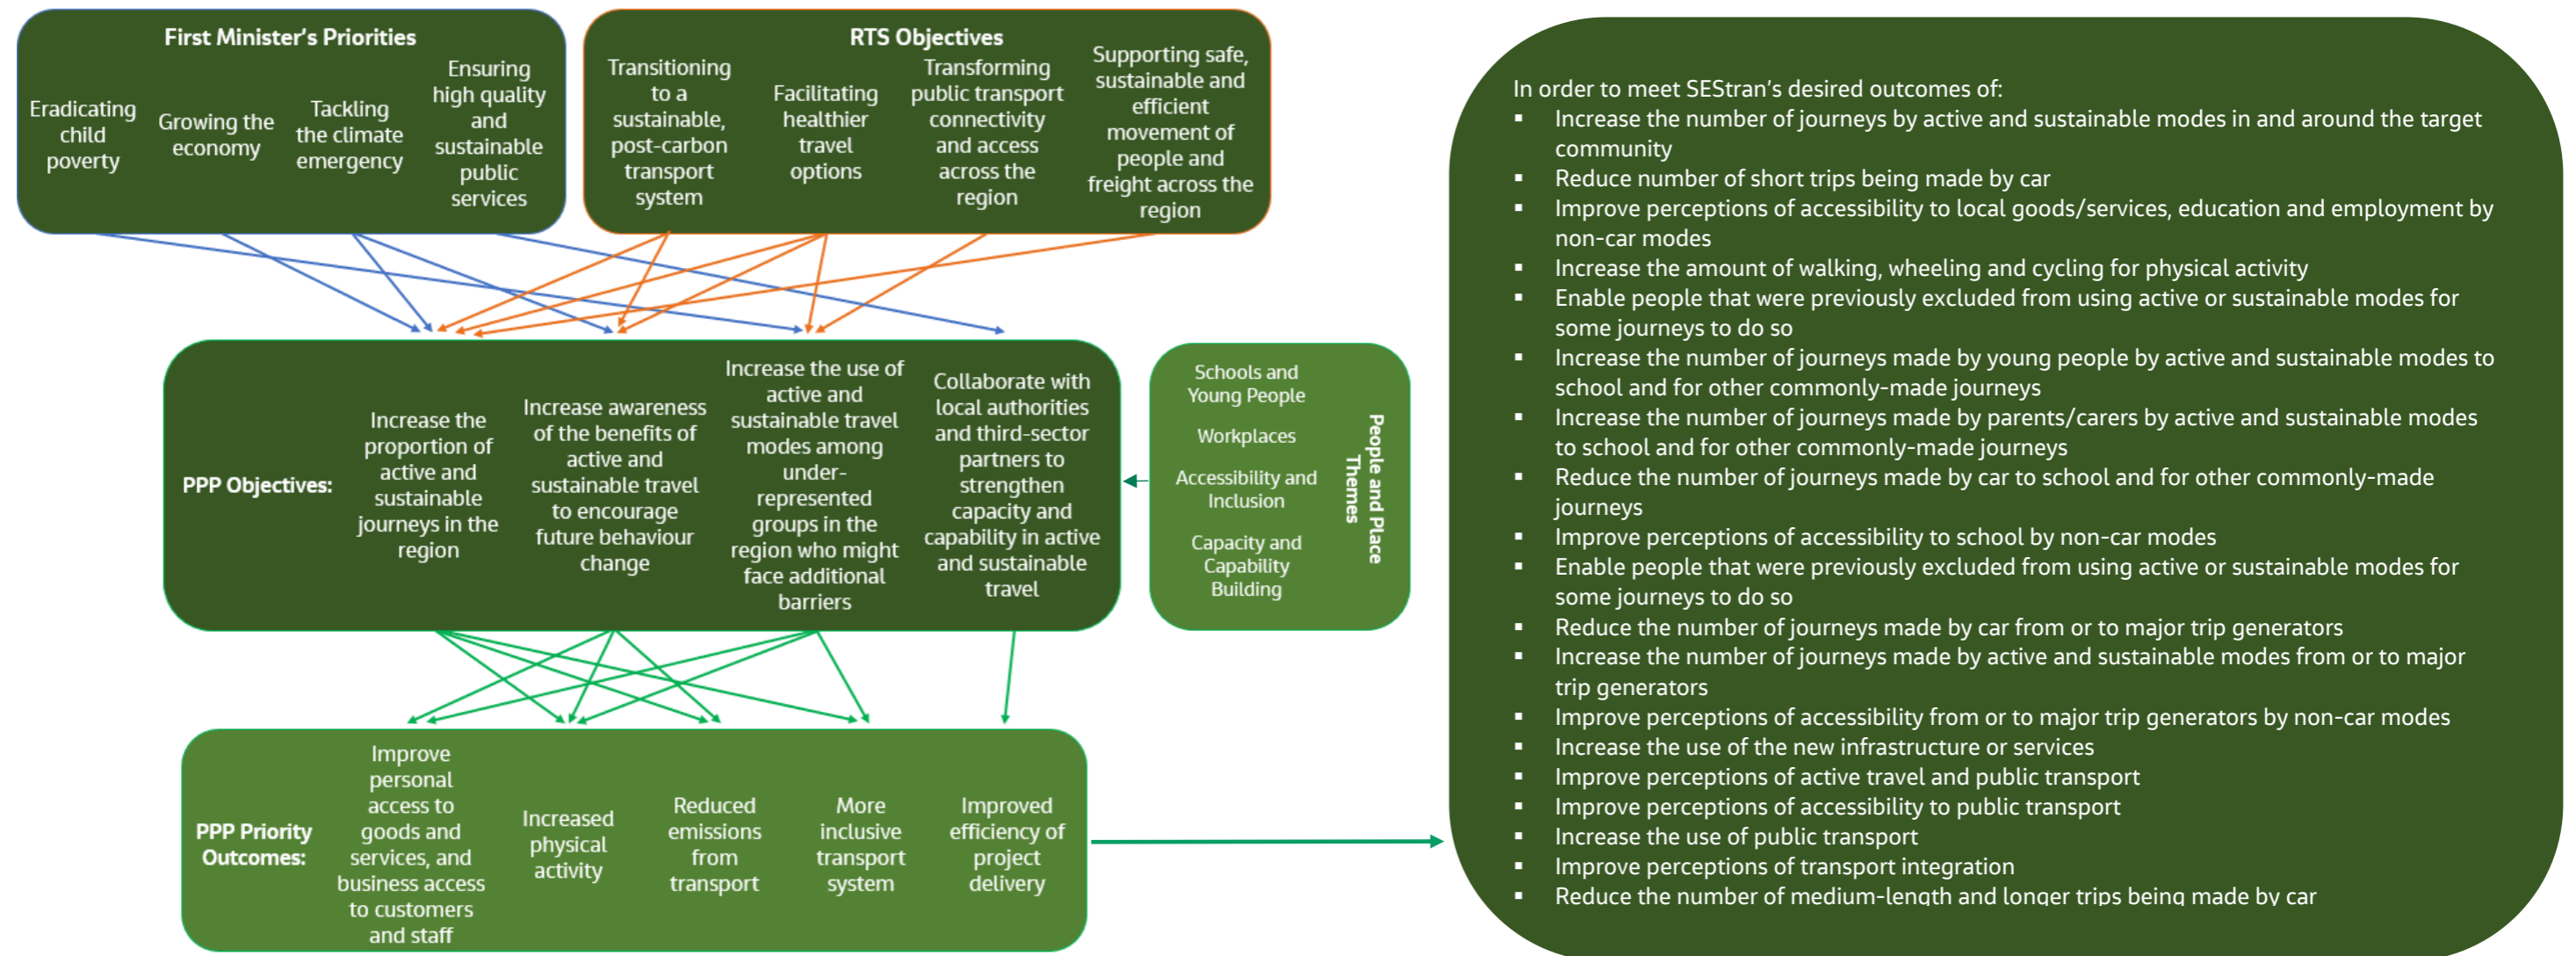 First Minister's Priorities
Eradicating
child
poverty
Growing the
economy
Tackling
the climate
emergency
Ensuring
high quality
and
sustainable
public
services
RTS Objectives
Transitioning
to a
sustainable,
post-carbon
transport
system
Facilitating
healthier
travel
options
Transforming
public transport
connectivity
and access
across the
region
Supporting safe,
sustainable and
efficient
movement of
people and
freight across the
region
PPP Objectives:
Increase the
proportion of
active and
sustainable
journeys in the
region
Increase awareness
of the benefits of
active and
sustainable travel
to encourage
future behaviour
change
Increase the use of
active and
sustainable travel
modes among
under-
represented
groups in the
region who might
face additional
barriers
Collaborate with
local authorities
and third-sector
partners to
strengthen
capacity and
capability in active
and sustainable
travel
Schools and
Young People
Workplaces
Accessibility and
Inclusion
Capacity and
Capability
Building
People and Place
Themes
PPP Priority
Outcomes:
Improve
personal
access to
goods and
services, and
business access
to customers
and staff
Increased
physical
activity
Reduced
emissions
from
transport
More
inclusive
transport
system
Improved
efficiency of
project
delivery
In order to meet SEStran's desired outcomes of:
▪ Increase the number of journeys by active and sustainable modes in and around the target
community
▪ Reduce number of short trips being made by car
▪ Improve perceptions of accessibility to local goods/services, education and employment by
non-car modes
▪ Increase the amount of walking, wheeling and cycling for physical activity
▪ Enable people that were previously excluded from using active or sustainable modes for
some journeys to do so
▪ Increase the number of journeys made by young people by active and sustainable modes to
school and for other commonly-made journeys
▪ Increase the number of journeys made by parents/carers by active and sustainable modes
to school and for other commonly-made journeys
▪ Reduce the number of journeys made by car to school and for other commonly-made
journeys
▪ Improve perceptions of accessibility to school by non-car modes
▪ Enable people that were previously excluded from using active or sustainable modes for
some journeys to do so
▪ Reduce the number of journeys made by car from or to major trip generators
▪ Increase the number of journeys made by active and sustainable modes from or to major
trip generators
▪ Improve perceptions of accessibility from or to major trip generators by non-car modes
▪ Increase the use of the new infrastructure or services
▪ Improve perceptions of active travel and public transport
▪ Improve perceptions of accessibility to public transport
▪ Increase the use of public transport
▪ Improve perceptions of transport integration
▪ Reduce the number of medium-length and longer trips being made by car